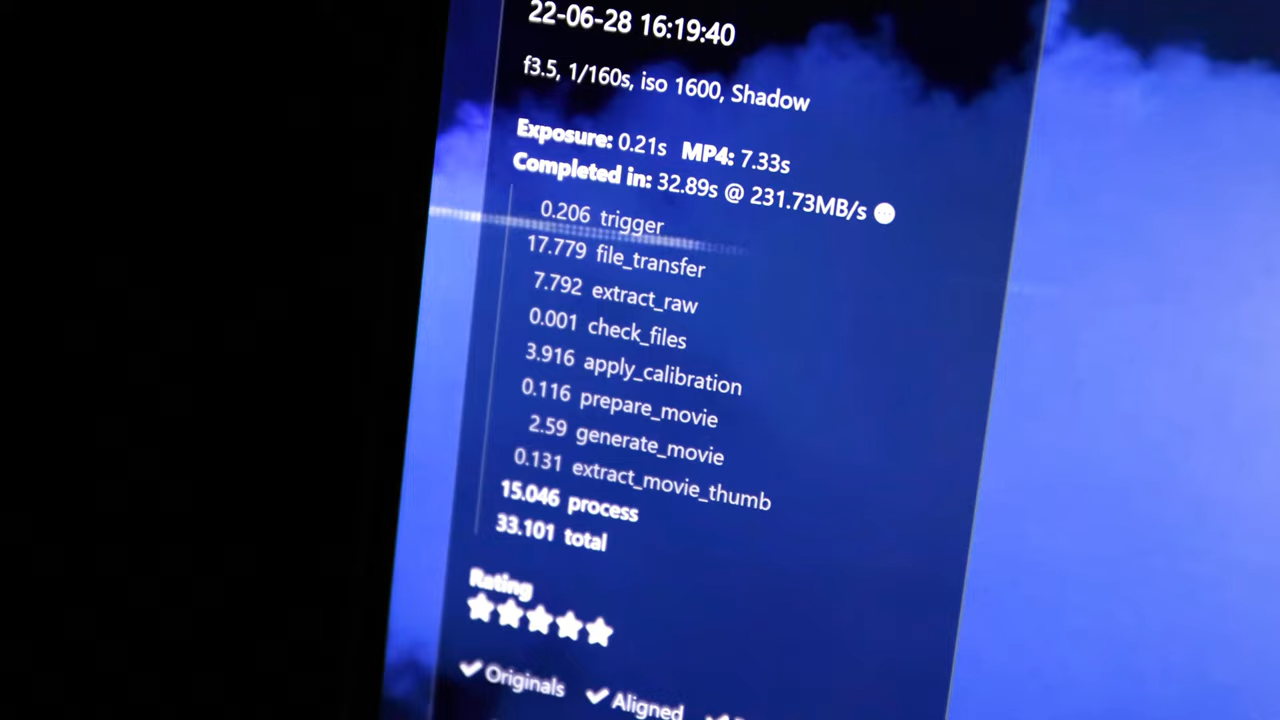 22-06-28 16:19:40
f3.5, 1/160s, iso 1600, Shadow
Exposure: 0.21s MP4: 7.33s
Completed in: 32.89s @ 231.73MB/s
0.206 trigger
17.779 file_transfer
7.792 extract_raw
0.001 check_files
3.916 apply_calibration
0.116 prepare_movie
2.59 generate_movie
0.131 extract_movie_thumb
15.046 process
33.101 total
Rating
Originals Aligned